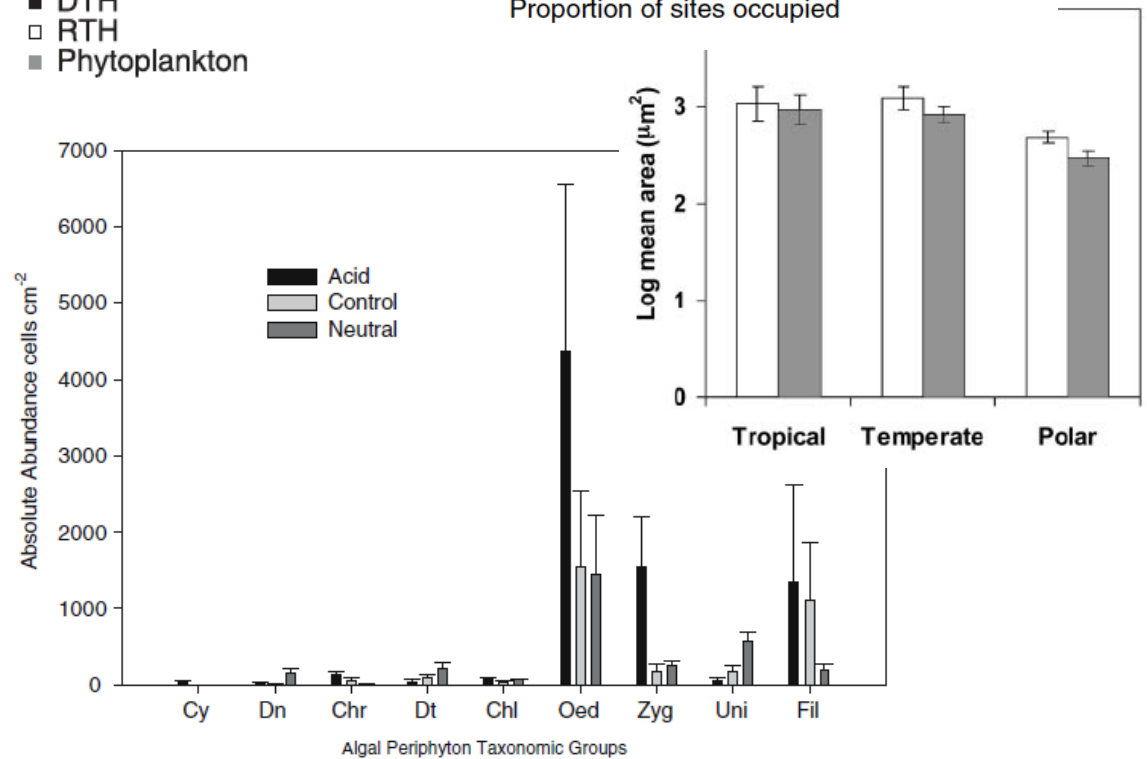 DTH
RTH
Phytoplankton
Proportion of sites occupied
Log mean area (µm²)
3
2
1
0
Tropical Temperate Polar
Absolute Abundance cells cm⁻²
7000
6000
5000
4000
3000
2000
1000
0
Acid
Control
Neutral
Cy Dn Chr Dt Chl Oed Zyg Uni Fil
Algal Periphyton Taxonomic Groups